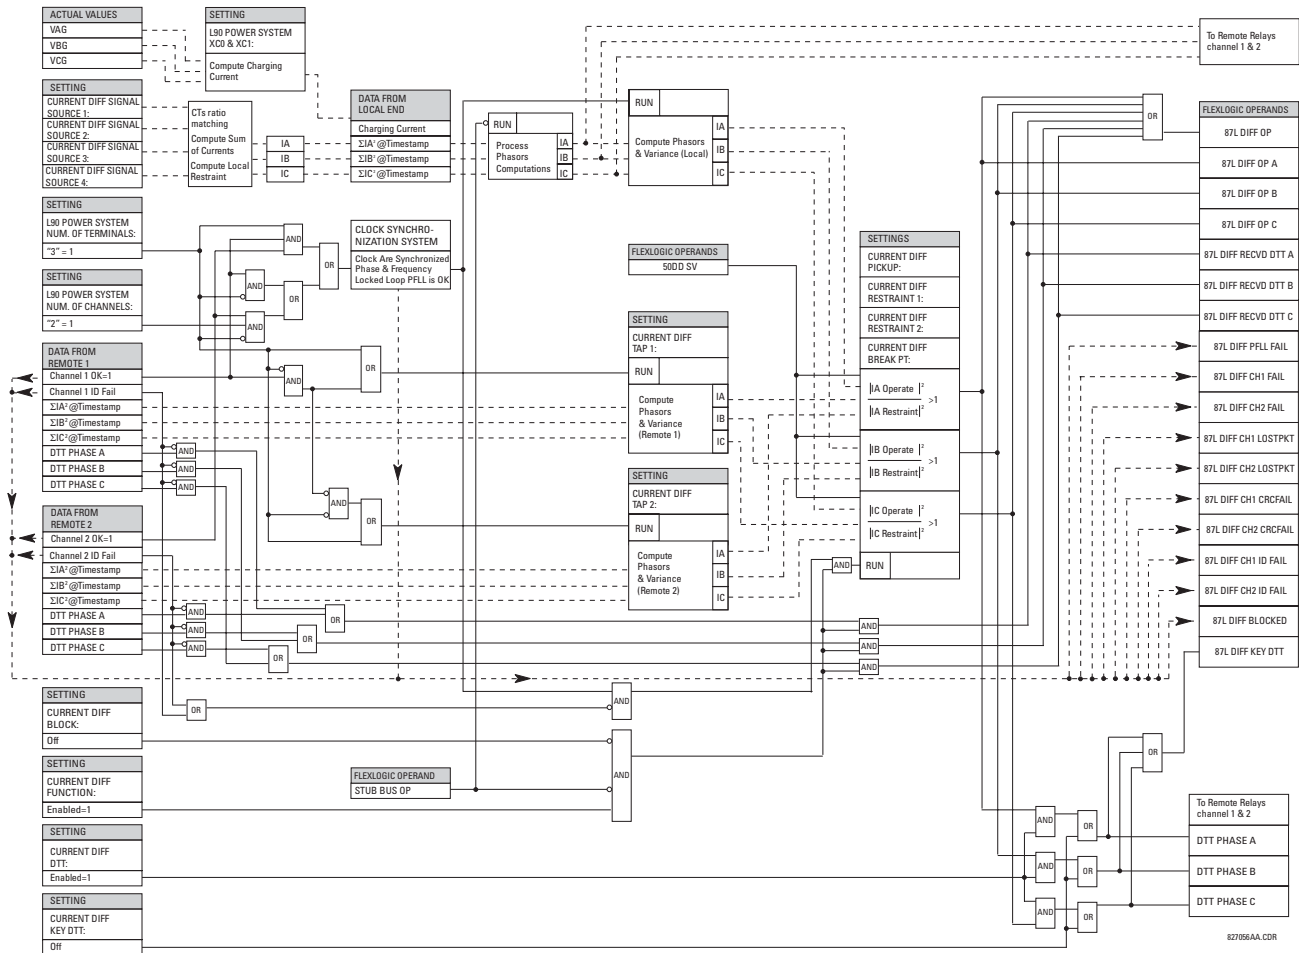 ACTUAL VALUES
VAG
VBG
VCG
SETTING
L90 POWER SYSTEM
XC0 & XC1:
Compute Charging
Current
SETTING
CURRENT DIFF SIGNAL
SOURCE 1:
CURRENT DIFF SIGNAL
SOURCE 2:
CURRENT DIFF SIGNAL
SOURCE 3:
CURRENT DIFF SIGNAL
SOURCE 4:
CTs ratio
matching
Compute Sum
of Currents
Compute Local
Restraint
IA
IB
IC
DATA FROM
LOCAL END
Charging Current
ΣIA² @Timestamp
ΣIB² @Timestamp
ΣIC² @Timestamp
RUN
Process
Phasors
Computations
IA
IB
IC
RUN
Compute Phasors
& Variance (Local)
IA
IB
IC
To Remote Relays
channel 1 & 2
SETTING
L90 POWER SYSTEM
NUM. OF TERMINALS:
"3" = 1
SETTING
L90 POWER SYSTEM
NUM. OF CHANNELS:
"2" = 1
AND
AND
AND
OR
OR
CLOCK SYNCHRO-
NIZATION SYSTEM
Clock Are Synchronized
Phase & Frequency
Locked Loop PFLL is OK
AND
OR
AND
OR
DATA FROM
REMOTE 1
Channel 1 OK=1
Channel 1 ID Fail
ΣIA² @Timestamp
ΣIB² @Timestamp
ΣIC² @Timestamp
DTT PHASE A
DTT PHASE B
DTT PHASE C
AND
AND
AND
DATA FROM
REMOTE 2
Channel 2 OK=1
Channel 2 ID Fail
ΣIA² @Timestamp
ΣIB² @Timestamp
ΣIC² @Timestamp
DTT PHASE A
DTT PHASE B
DTT PHASE C
AND
AND
AND
OR
OR
OR
FLEXLOGIC OPERANDS
50DD SV
SETTING
CURRENT DIFF
TAP 1:
RUN
Compute
Phasors
& Variance
(Remote 1)
IA
IB
IC
SETTING
CURRENT DIFF
TAP 2:
RUN
Compute
Phasors
& Variance
(Remote 2)
IA
IB
IC
SETTINGS
CURRENT DIFF
PICKUP:
CURRENT DIFF
RESTRAINT 1:
CURRENT DIFF
RESTRAINT 2:
CURRENT DIFF
BREAK PT:
|IA Operate |²
|IA Restraint|²
>1
|IB Operate |²
|IB Restraint|²
>1
|IC Operate |²
|IC Restraint|²
>1
AND
RUN
AND
AND
AND
OR
FLEXLOGIC OPERANDS
87L DIFF OP
87L DIFF OP A
87L DIFF OP B
87L DIFF OP C
87L DIFF RECVD DTT A
87L DIFF RECVD DTT B
87L DIFF RECVD DTT C
87L DIFF PFLL FAIL
87L DIFF CH1 FAIL
87L DIFF CH2 FAIL
87L DIFF CH1 LOSTPKT
87L DIFF CH2 LOSTPKT
87L DIFF CH1 CRCFAIL
87L DIFF CH2 CRCFAIL
87L DIFF CH1 ID FAIL
87L DIFF CH2 ID FAIL
87L DIFF BLOCKED
87L DIFF KEY DTT
SETTING
CURRENT DIFF
BLOCK:
Off
OR
AND
SETTING
CURRENT DIFF
FUNCTION:
Enabled=1
FLEXLOGIC OPERAND
STUB BUS OP
AND
SETTING
CURRENT DIFF
DTT:
Enabled=1
SETTING
CURRENT DIFF
KEY DTT:
Off
AND
OR
AND
OR
AND
OR
OR
To Remote Relays
channel 1 & 2
DTT PHASE A
DTT PHASE B
DTT PHASE C
827056AA.CDR